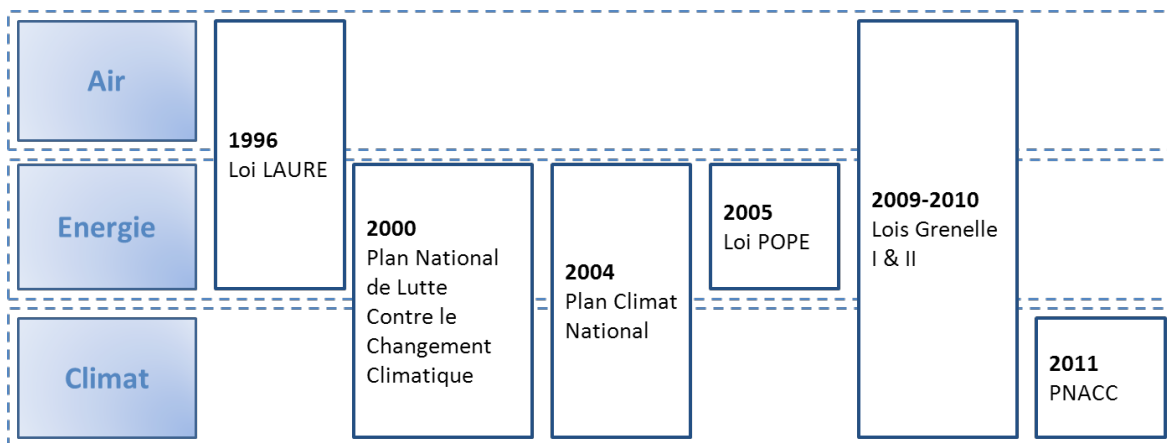 Air
Energie
Climat
1996
Loi LAURE
2000
Plan National
de Lutte
Contre le
Changement
Climatique
2004
Plan Climat
National
2005
Loi POPE
2009-2010
Lois Grenelle
I & II
2011
PNACC